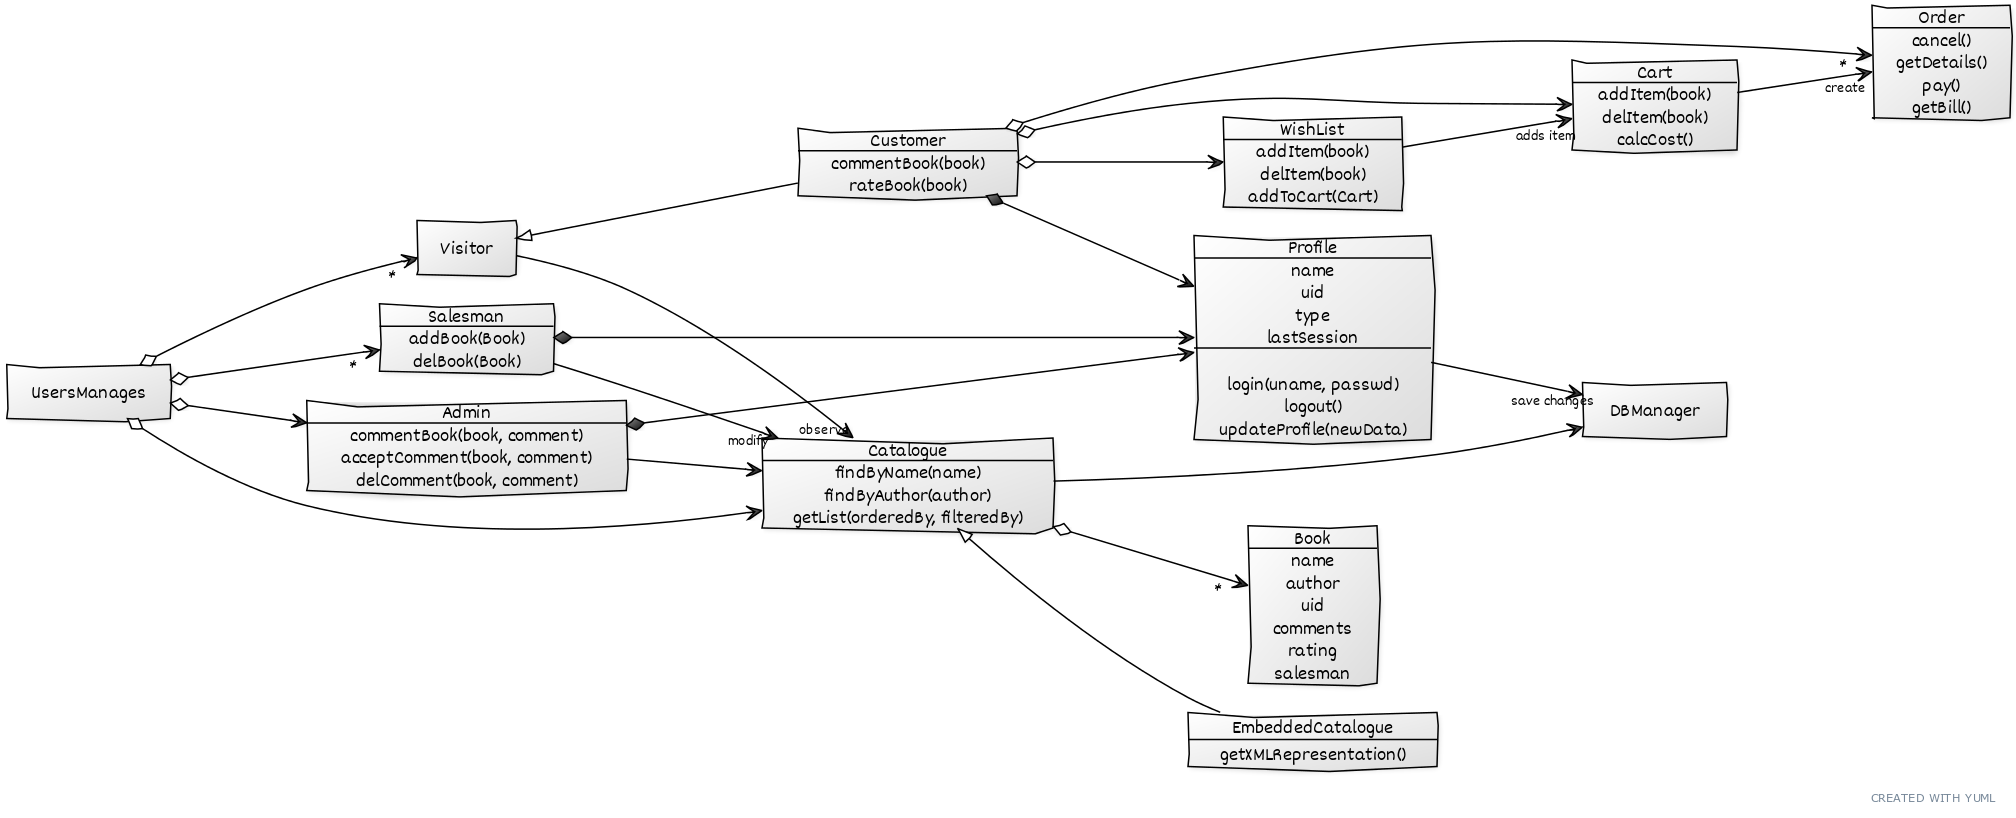 Order
cancel()
getDetails()
pay()
getBill()
*
create
Cart
addItem(book)
delItem(book)
calcCost()
adds item
WishList
addItem(book)
delItem(book)
addToCart(Cart)
Customer
commentBook(book)
rateBook(book)
Visitor
*
Profile
name
uid
type
lastSession
login(uname, passwd)
logout()
updateProfile(newData)
Salesman
addBook(Book)
delBook(Book)
*
UsersManages
save changes
DBManager
Admin
commentBook(book, comment)
acceptComment(book, comment)
delComment(book, comment)
modify
observe
Catalogue
findByName(name)
findByAuthor(author)
getList(orderedBy, filteredBy)
*
Book
name
author
uid
comments
rating
salesman
EmbeddedCatalogue
getXMLRepresentation()
CREATED WITH YUML